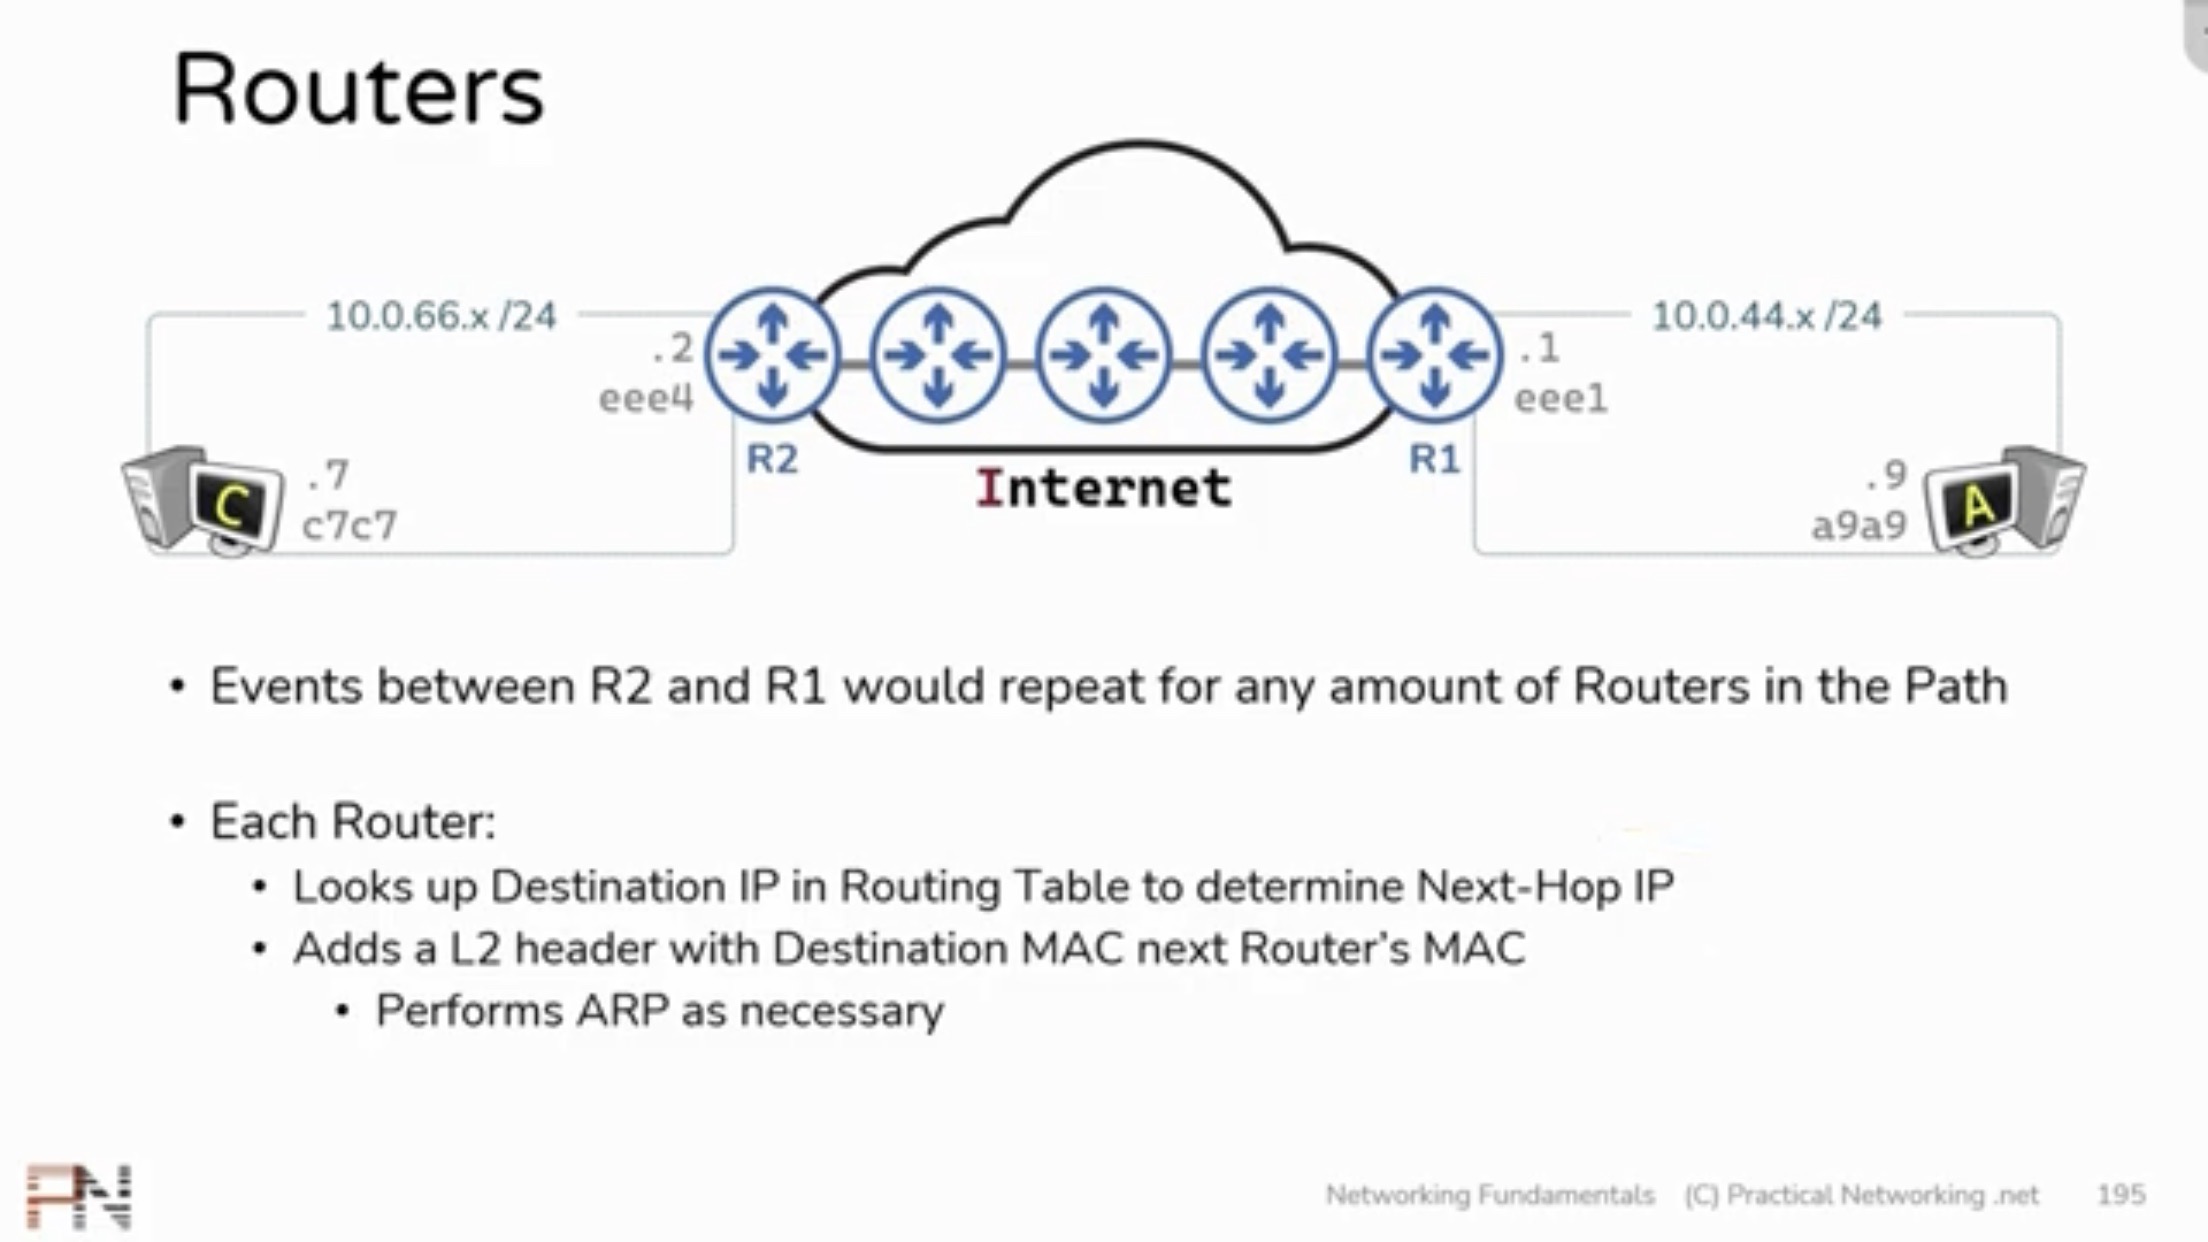 Routers
10.0.66.x /24
10.0.44.x /24
.2
eee4
.1
eee1
R2
R1
Internet
.7
c7c7
C
.9
a9a9
A
• Events between R2 and R1 would repeat for any amount of Routers in the Path
• Each Router:
• Looks up Destination IP in Routing Table to determine Next-Hop IP
• Adds a L2 header with Destination MAC next Router's MAC
• Performs ARP as necessary
PN
Networking Fundamentals (C) Practical Networking .net 195